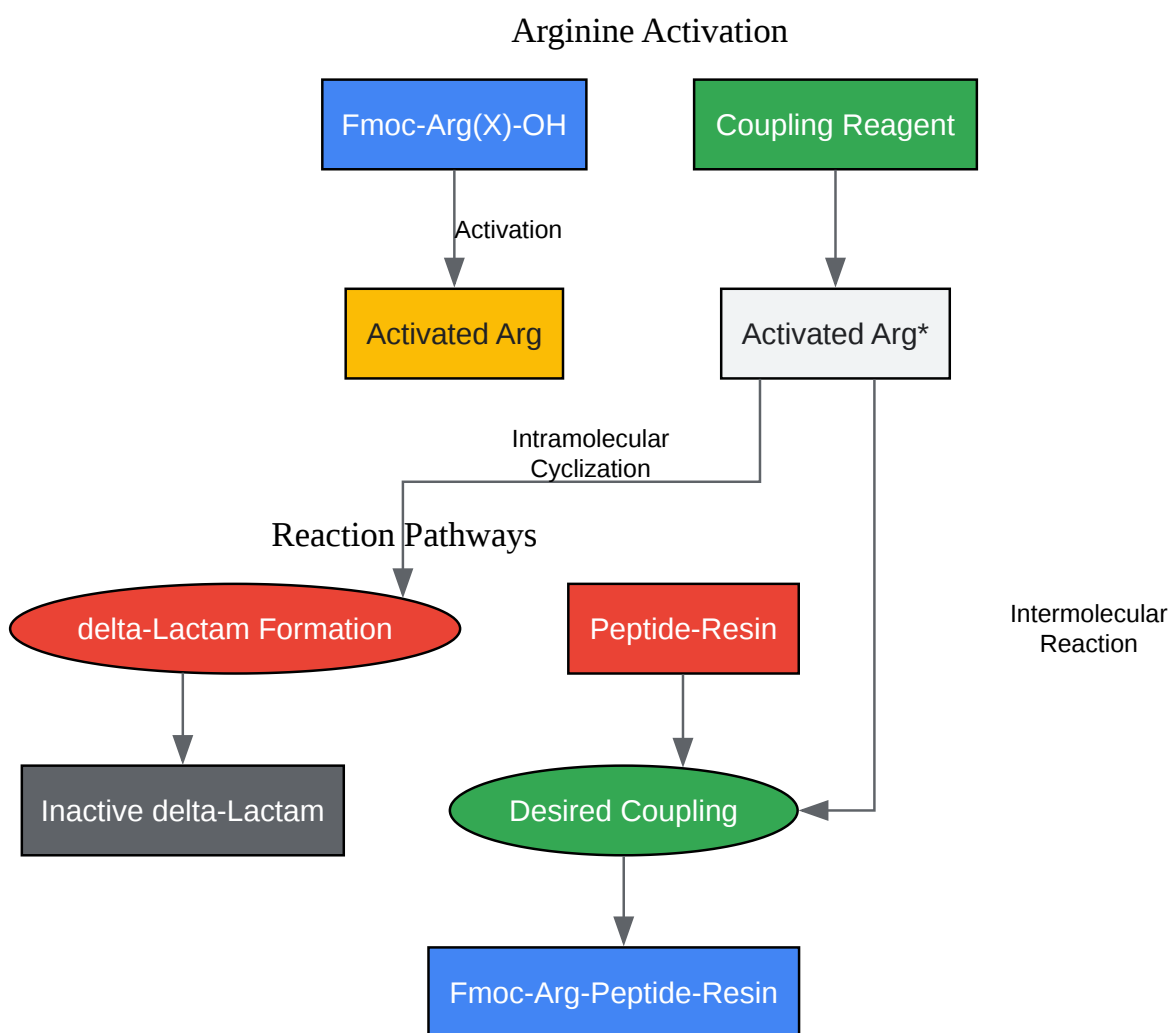 Arginine Activation
Fmoc-Arg(X)-OH
Coupling Reagent
Activation
Activated Arg
Activated Arg*
Intramolecular
Cyclization
Reaction Pathways
delta-Lactam Formation
Peptide-Resin
Intermolecular
Reaction
Inactive delta-Lactam
Desired Coupling
Fmoc-Arg-Peptide-Resin